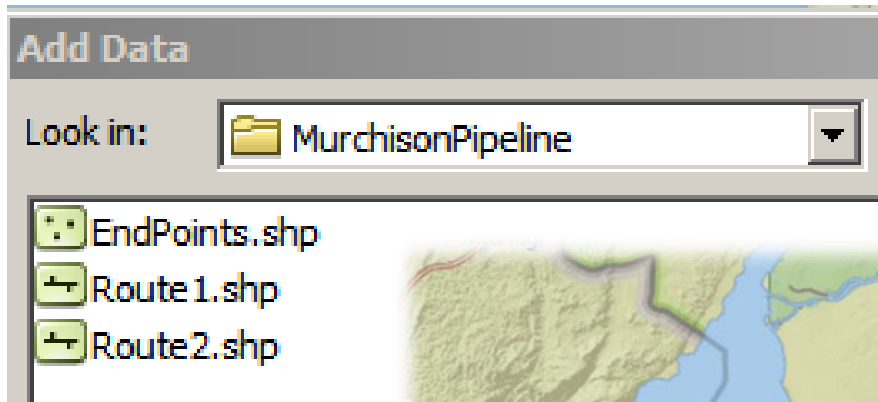 Add Data
Look in: MurchisonPipeline
EndPoints.shp
Route1.shp
Route2.shp